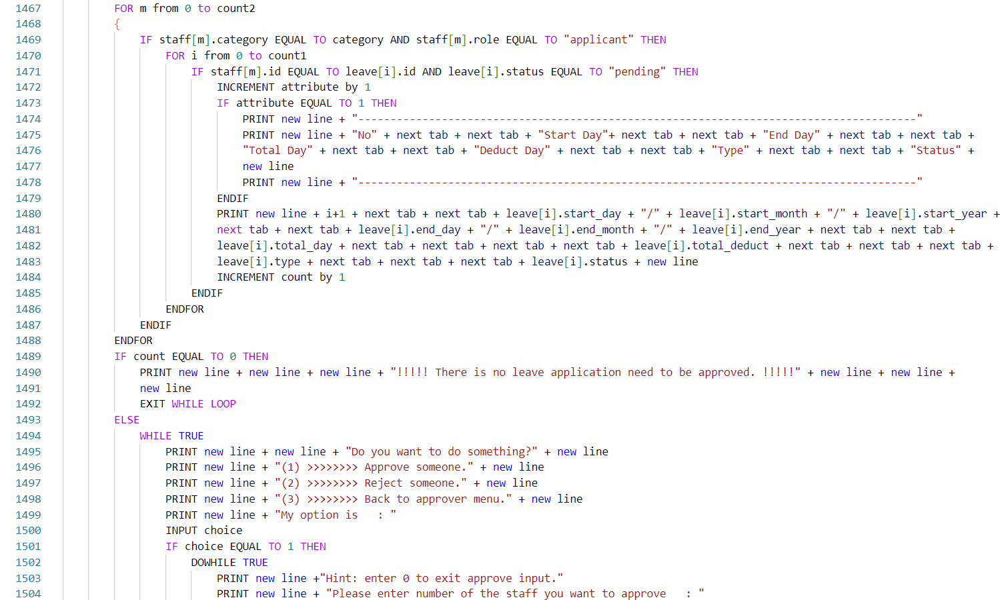 1467 FOR m from 0 to count2
1468 {
1469 IF staff[m].category EQUAL TO category AND staff[m].role EQUAL TO "applicant" THEN
1470 FOR i from 0 to count1
1471 IF staff[m].id EQUAL TO leave[i].id AND leave[i].status EQUAL TO "pending" THEN
1472 INCREMENT attribute by 1
1473 IF attribute EQUAL TO 1 THEN
1474 PRINT new line + "---------------------------------------------------------------------------------------"
1475 PRINT new line + "No" + next tab + next tab + "Start Day"+ next tab + next tab + "End Day" + next tab + next tab +
1476 "Total Day" + next tab + next tab + "Deduct Day" + next tab + next tab + "Type" + next tab + next tab + "Status" +
1477 new line
1478 PRINT new line + "---------------------------------------------------------------------------------------"
1479 ENDIF
1480 PRINT new line + i+1 + next tab + next tab + leave[i].start_day + "/" + leave[i].start_month + "/" + leave[i].start_year +
1481 next tab + next tab + leave[i].end_day + "/" + leave[i].end_month + "/" + leave[i].end_year + next tab + next tab +
1482 leave[i].total_day + next tab + next tab + next tab + next tab + leave[i].total_deduct + next tab + next tab + next tab +
1483 leave[i].type + next tab + next tab + next tab + leave[i].status + new line
1484 INCREMENT count by 1
1485 ENDIF
1486 ENDFOR
1487 ENDIF
1488 ENDFOR
1489 IF count EQUAL TO 0 THEN
1490 PRINT new line + new line + new line + "!!!!! There is no leave application need to be approved. !!!!!" + new line + new line +
1491 new line
1492 EXIT WHILE LOOP
1493 ELSE
1494 WHILE TRUE
1495 PRINT new line + new line + "Do you want to do something?" + new line
1496 PRINT new line + "(1) >>>>>>>> Approve someone." + new line
1497 PRINT new line + "(2) >>>>>>>> Reject someone." + new line
1498 PRINT new line + "(3) >>>>>>>> Back to approver menu." + new line
1499 PRINT new line + "My option is   : "
1500 INPUT choice
1501 IF choice EQUAL TO 1 THEN
1502 DOWHILE TRUE
1503 PRINT new line +"Hint: enter 0 to exit approve input."
1504 PRINT new line + "Please enter number of the staff you want to approve   : "